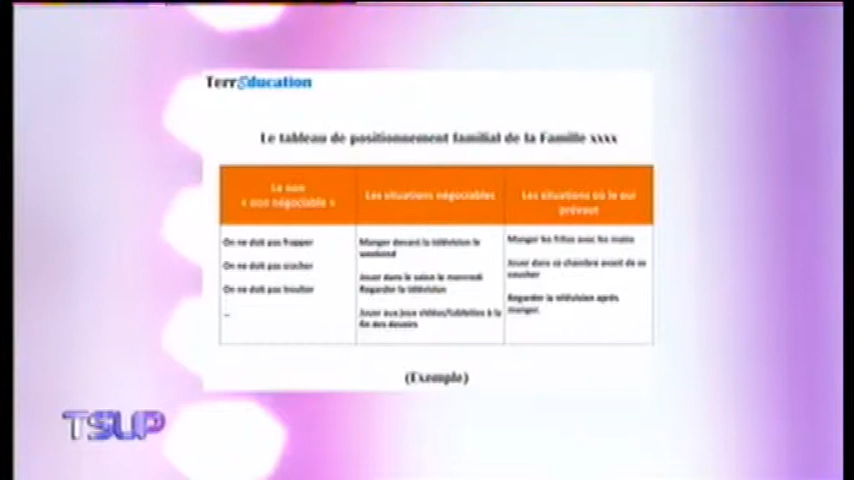 TerrEducation
Le tableau de positionnement familial de la Famille xxxx
Le non
« non négociable »
Les situations négociables
Les situations où le oui
prévaut
On ne doit pas frapper
On ne doit pas cracher
On ne doit pas insulter
...
Manger devant la télévision le
weekend
Jouer dans le salon le mercredi
Regarder la télévision
Jouer aux jeux vidéos/tablettes à la
fin des devoirs
Manger les frites avec les mains
Jouer dans sa chambre avant de se
coucher
Regarder la télévision après
manger.
(Exemple)
TSLP